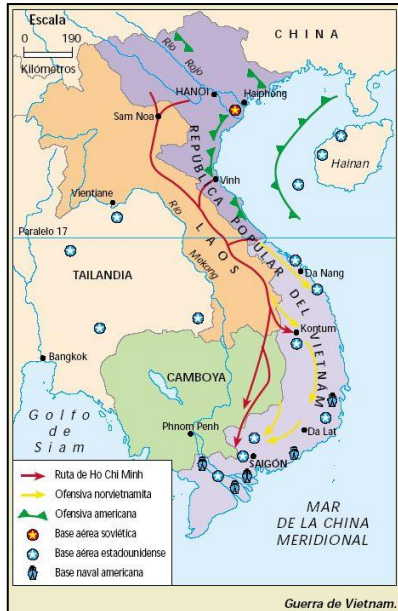 Escala
0 190
Kilómetros
CHINA
Río Rojo
HANOI
Haiphong
Sam Noa
Hainan
Vinh
Vientiane
Río Mekong
Paralelo 17
LAOS
REPÚBLICA POPULAR DEL VIETNAM
TAILANDIA
Da Nang
Kontum
Bangkok
CAMBOYA
Golfo
de
Siam
Phnom Penh
Da Lat
SAIGÓN
MAR
DE LA CHINA
MERIDIONAL
Ruta de Ho Chi Minh
Ofensiva norvietnamita
Ofensiva americana
Base aérea soviética
Base aérea estadounidense
Base naval americana
Guerra de Vietnam.